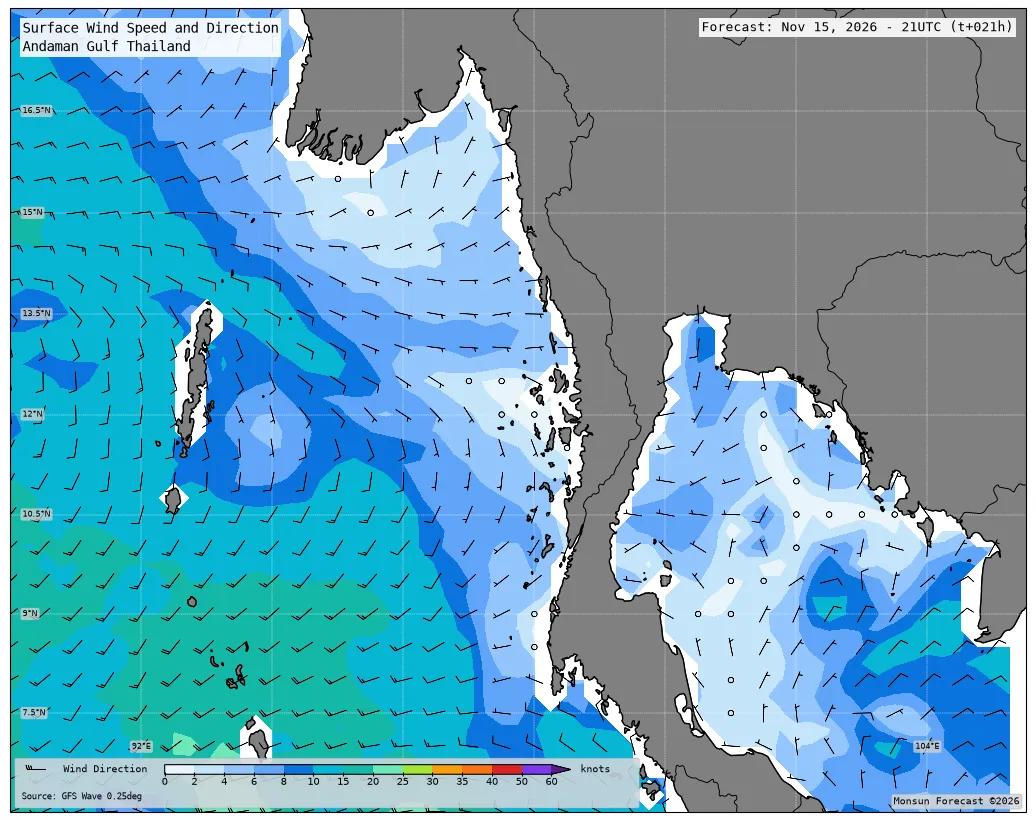 Surface Wind Speed and Direction
Andaman Gulf Thailand
Forecast: Nov 15, 2026 - 21UTC (t+021h)
16.5°N
15°N
13.5°N
12°N
10.5°N
9°N
7.5°N
92°E
104°E
Wind Direction
knots
0 2 4 6 8 10 15 20 25 30 35 40 50 60
Source: GFS Wave 0.25deg
Monsun Forecast ©2026